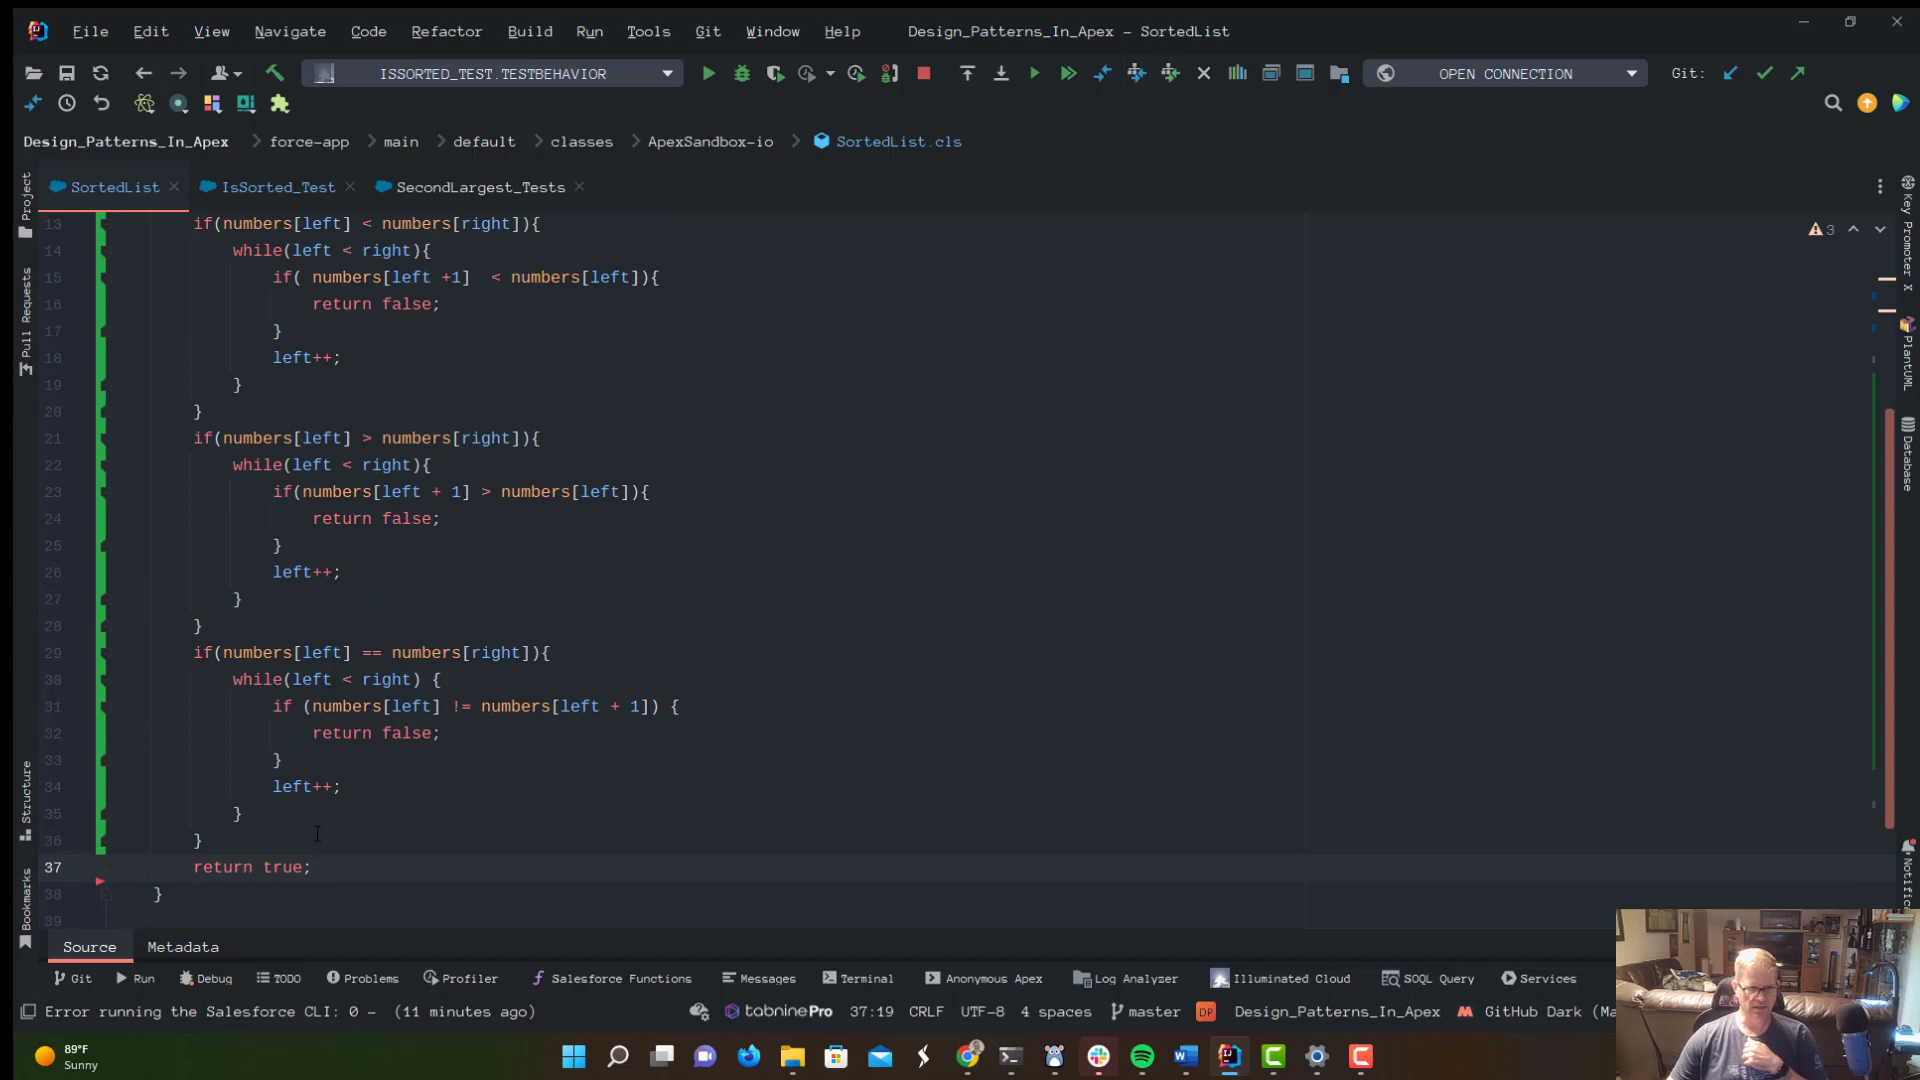 File Edit View Navigate Code Refactor Build Run Tools Git Window Help Design_Patterns_In_Apex - SortedList
ISSORTED_TEST.TESTBEHAVIOR OPEN CONNECTION Git:
Design_Patterns_In_Apex force-app main default classes ApexSandbox-io SortedList.cls
SortedList IsSorted_Test SecondLargest_Tests
13 if(numbers[left] < numbers[right]){
14 while(left < right){
15 if( numbers[left +1]  < numbers[left]){
16 return false;
17 }
18 left++;
19 }
20 }
21 if(numbers[left] > numbers[right]){
22 while(left < right){
23 if(numbers[left + 1] > numbers[left]){
24 return false;
25 }
26 left++;
27 }
28 }
29 if(numbers[left] == numbers[right]){
30 while(left < right) {
31 if (numbers[left] != numbers[left + 1]) {
32 return false;
33 }
34 left++;
35 }
36 }
37 return true;
38 }
39
3
Project
Pull Requests
Structure
Bookmarks
Key Promoter X
PlantUML
Database
Source Metadata
Git Run Debug TODO Problems Profiler Salesforce Functions Messages Terminal Anonymous Apex Log Analyzer Illuminated Cloud SOQL Query Services
Error running the Salesforce CLI: 0 - (11 minutes ago) tabninePro 37:19 CRLF UTF-8 4 spaces master DP Design_Patterns_In_Apex GitHub Dark (Ma
89°F
Sunny